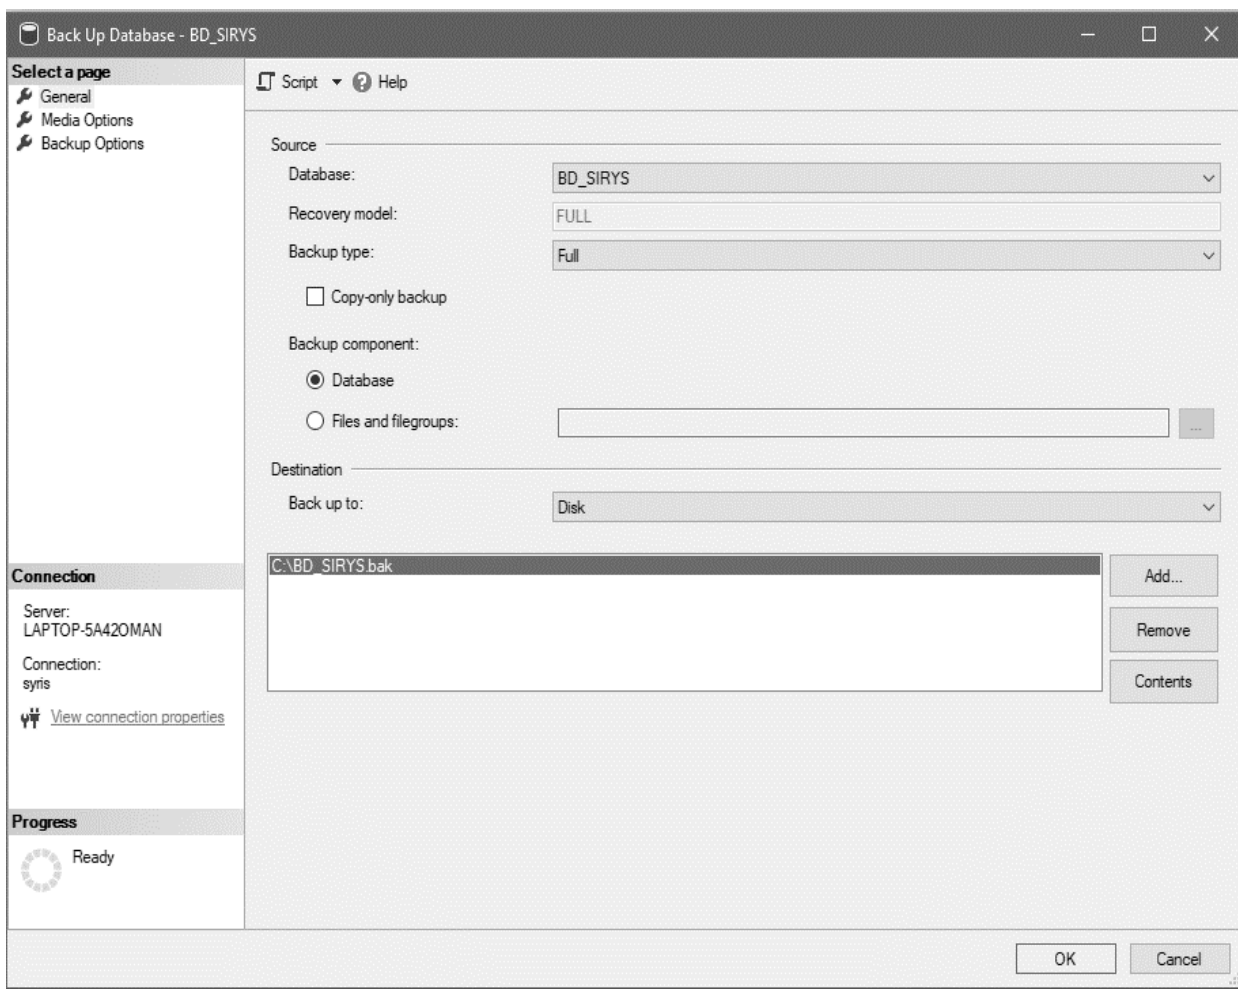 Back Up Database - BD_SIRYS
Select a page
General
Media Options
Backup Options
Script
Help
Source
Database:
BD_SIRYS
Recovery model:
FULL
Backup type:
Full
Copy-only backup
Backup component:
Database
Files and filegroups:
...
Destination
Back up to:
Disk
C:\BD_SIRYS.bak
Add...
Remove
Contents
Connection
Server:
LAPTOP-5A42OMAN
Connection:
syris
View connection properties
Progress
Ready
OK
Cancel